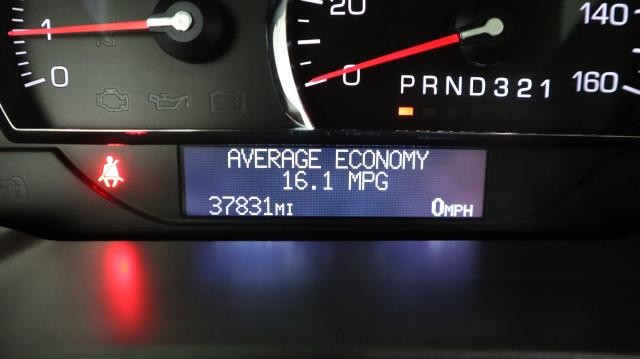 1
0
20
0
140
160
PRND321
AVERAGE ECONOMY
16.1 MPG
37831MI 0MPH